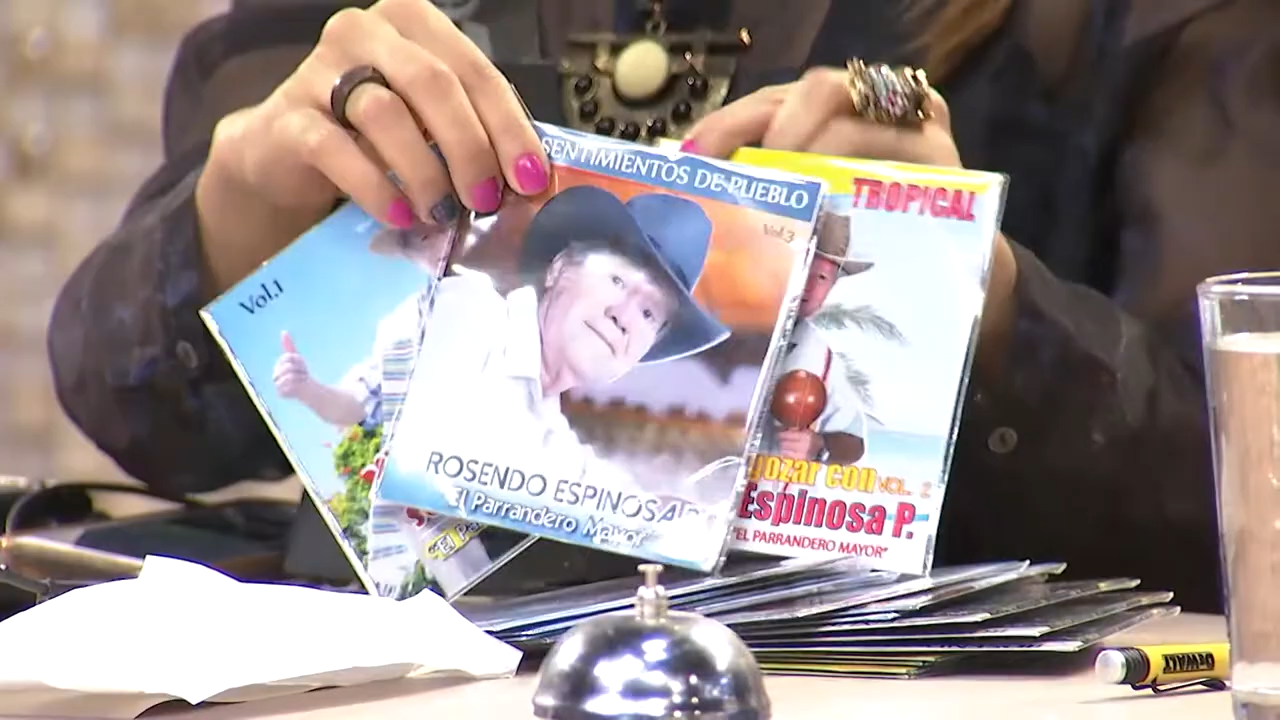 Vol.1
SENTIMIENTOS DE PUEBLO
Vol.3
ROSENDO ESPINOSA P.
El Parrandero Mayor
TROPICAL
gozar con VOL. 2
Espinosa P.
"EL PARRANDERO MAYOR"
DEWALT